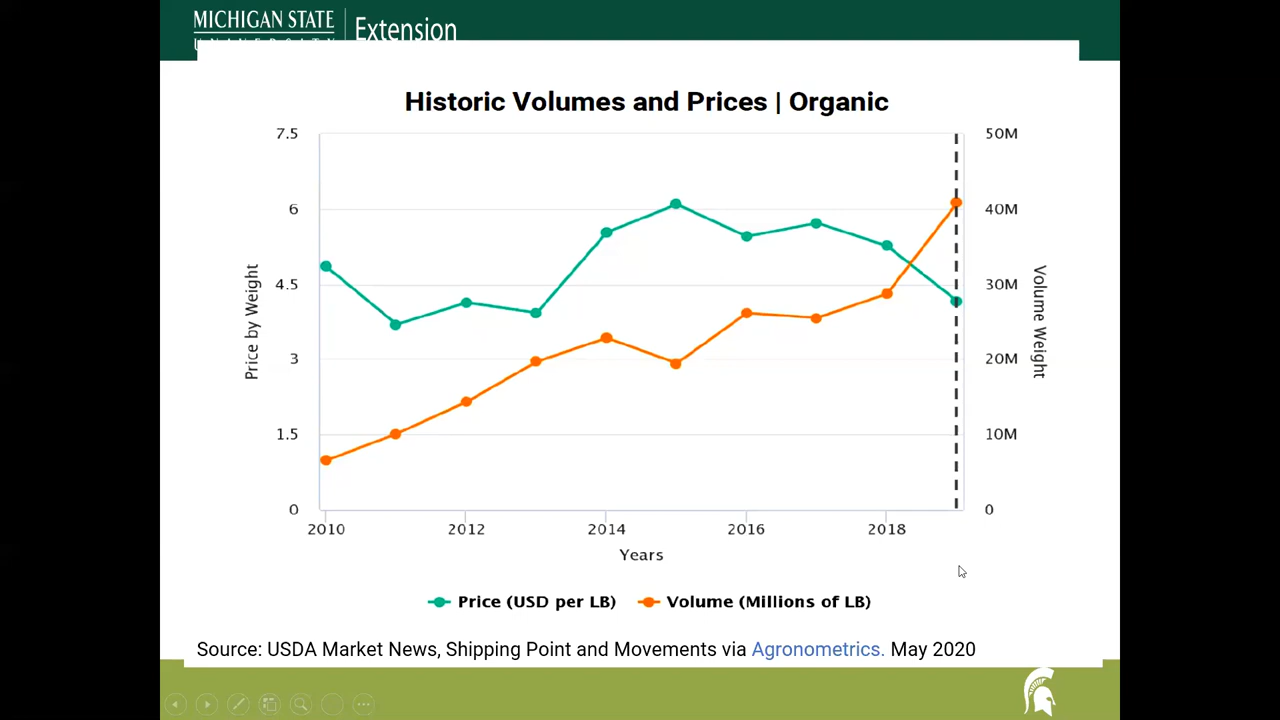 MICHIGAN STATE
Extension
Historic Volumes and Prices | Organic
7.5
6
4.5
3
1.5
0
Price by Weight
50M
40M
30M
20M
10M
0
Volume Weight
2010 2012 2014 2016 2018
Years
Price (USD per LB) Volume (Millions of LB)
Source: USDA Market News, Shipping Point and Movements via Agronometrics. May 2020